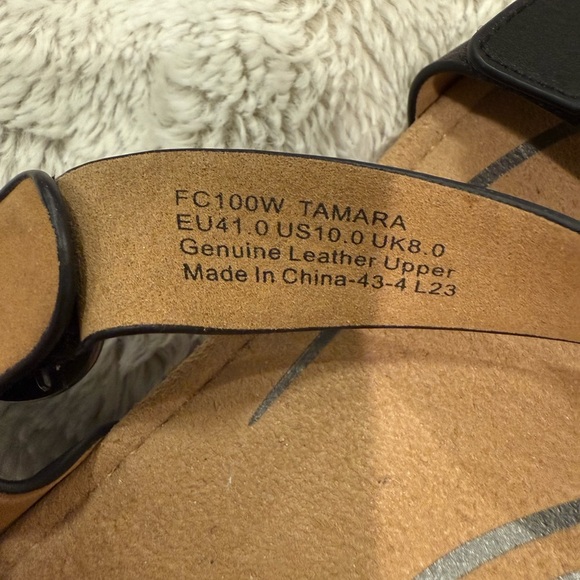 FC100W TAMARA
EU41.0 US10.0 UK8.0
Genuine Leather Upper
Made In China-43-4 L23